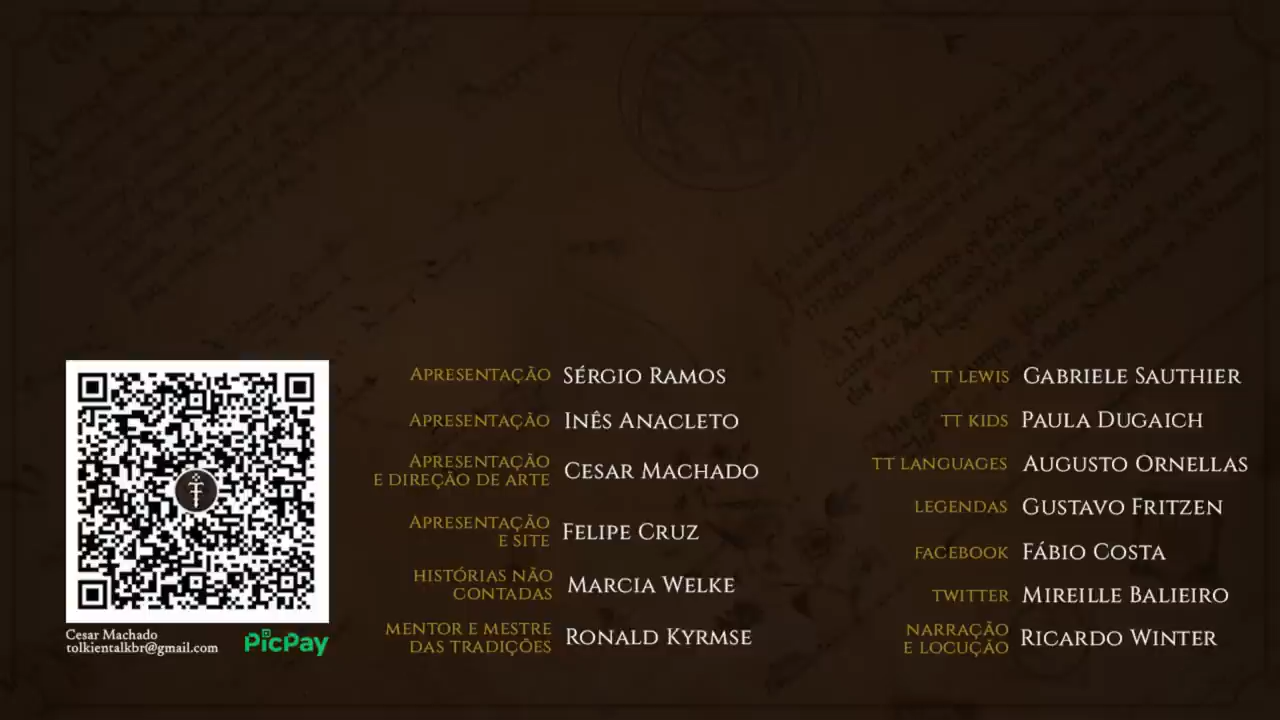 Apresentação Sérgio Ramos
Apresentação Inês Anacleto
Apresentação
e direção de arte Cesar Machado
Apresentação
e site Felipe Cruz
histórias não
contadas Marcia Welke
mentor e mestre
das tradições Ronald Kyrmse
TT Lewis Gabriele Sauthier
TT Kids Paula Dugaich
TT Languages Augusto Ornellas
Legendas Gustavo Fritzen
Facebook Fábio Costa
Twitter Mireille Balieiro
Narração
e locução Ricardo Winter
Cesar Machado
tolkientalkbr@gmail.com
PicPay